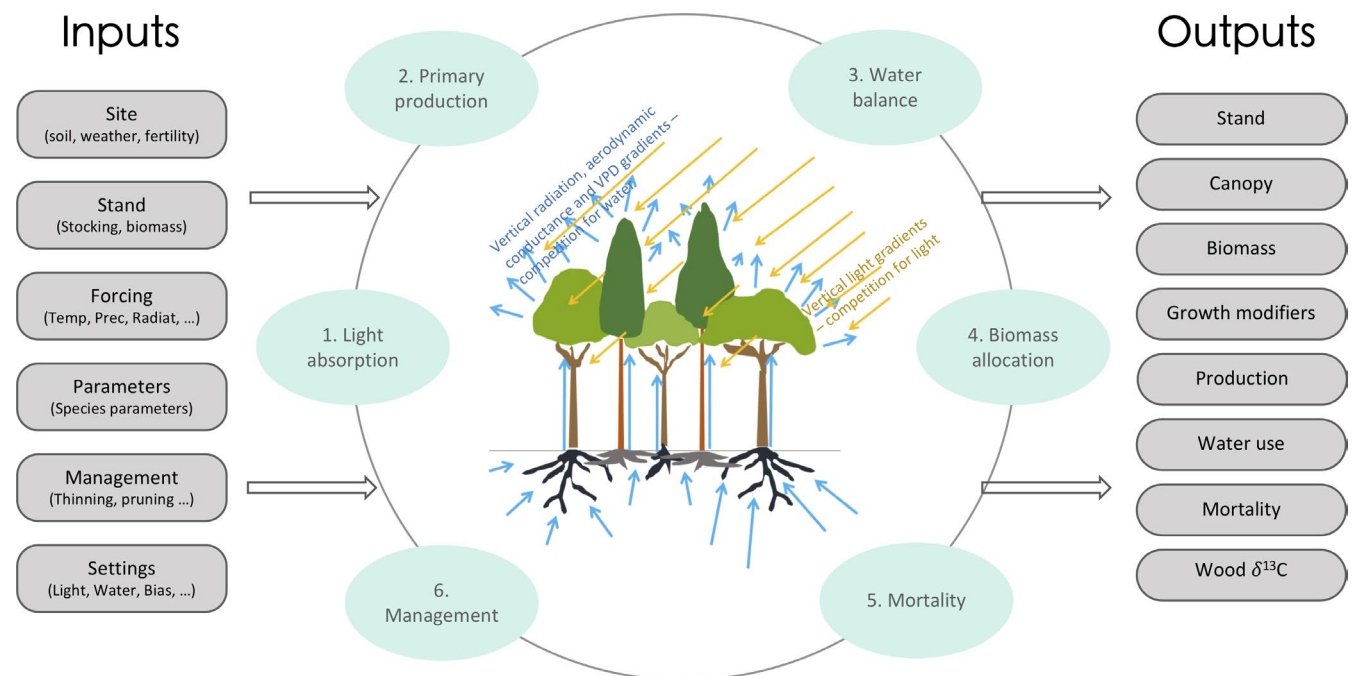 Inputs
Site
(soil, weather, fertility)
Stand
(Stocking, biomass)
Forcing
(Temp, Prec, Radiat, ...)
Parameters
(Species parameters)
Management
(Thinning, pruning ...)
Settings
(Light, Water, Bias, ...)
1. Light
absorption
2. Primary
production
3. Water
balance
4. Biomass
allocation
5. Mortality
6.
Management
Vertical radiation, aerodynamic
conductance and VPD gradients –
competition for water
Vertical light gradients
– competition for light
Outputs
Stand
Canopy
Biomass
Growth modifiers
Production
Water use
Mortality
Wood 𝛿¹³C